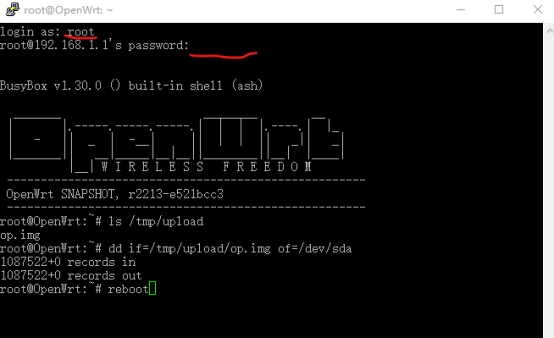 root@OpenWrt: ~
login as: root
root@192.168.1.1's password:
BusyBox v1.30.0 () built-in shell (ash)
OpenWrt
W I R E L E S S   F R E E D O M
OpenWrt SNAPSHOT, r2213-e521bcc3
root@OpenWrt:~# ls /tmp/upload
op.img
root@OpenWrt:~# dd if=/tmp/upload/op.img of=/dev/sda
1087522+0 records in
1087522+0 records out
root@OpenWrt:~# reboot